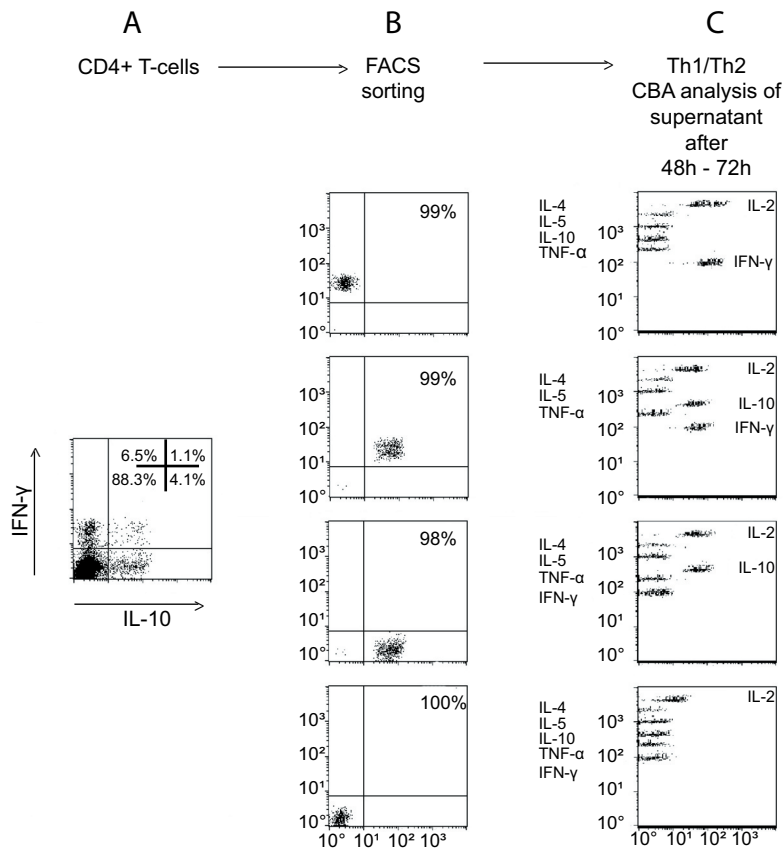 A
B
C
CD4+ T-cells
FACS
sorting
Th1/Th2
CBA analysis of
supernatant
after
48h - 72h
IFN-γ
6.5% 1.1%
88.3% 4.1%
IL-10
99%
10³
10²
10¹
10°
IL-4
IL-5
IL-10
TNF-α
10³
10²
10¹
10°
IL-2
IFN-γ
99%
10³
10²
10¹
10°
IL-4
IL-5
TNF-α
10³
10²
10¹
10°
IL-2
IL-10
IFN-γ
98%
10³
10²
10¹
10°
IL-4
IL-5
TNF-α
IFN-γ
10³
10²
10¹
10°
IL-2
IL-10
100%
10³
10²
10¹
10°
10° 10¹ 10² 10³
IL-4
IL-5
IL-10
TNF-α
IFN-γ
10³
10²
10¹
10°
IL-2
10° 10¹ 10² 10³